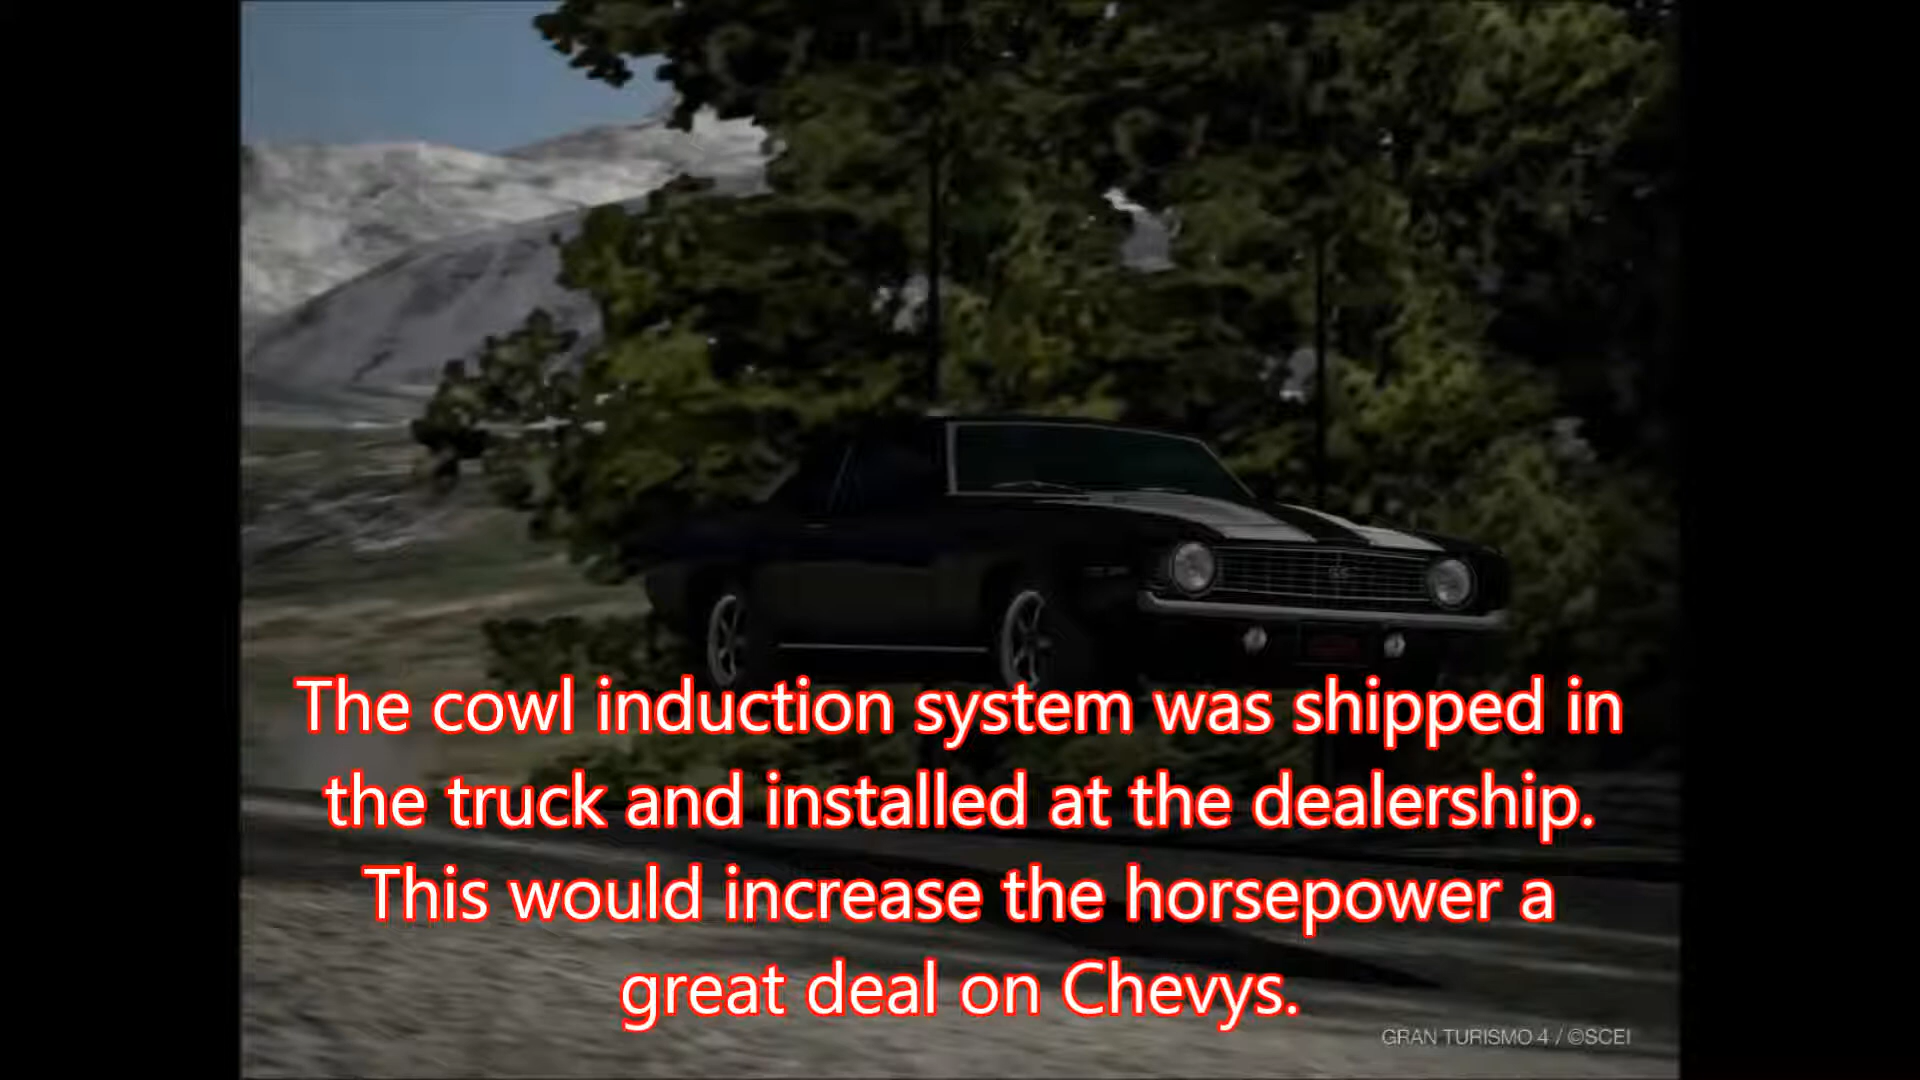 SS
The cowl induction system was shipped in
the truck and installed at the dealership.
This would increase the horsepower a
great deal on Chevys.
GRAN TURISMO 4 / ©SCEI